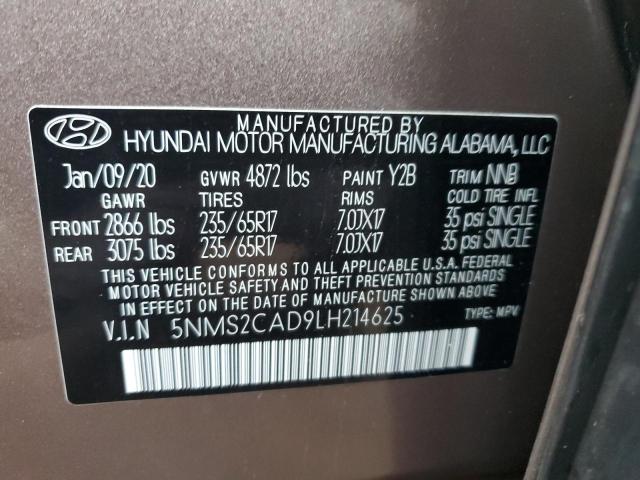 MANUFACTURED BY
HYUNDAI MOTOR MANUFACTURING ALABAMA, LLC
Jan/09/20 GVWR 4872 lbs PAINT Y2B TRIM NNB
GAWR TIRES RIMS COLD TIRE INFL
FRONT 2866 lbs 235/65R17 7.0JX17 35 psi SINGLE
REAR 3075 lbs 235/65R17 7.0JX17 35 psi SINGLE
THIS VEHICLE CONFORMS TO ALL APPLICABLE U.S.A. FEDERAL
MOTOR VEHICLE SAFETY AND THEFT PREVENTION STANDARDS
IN EFFECT ON THE DATE OF MANUFACTURE SHOWN ABOVE.
V.I.N 5NMS2CAD9LH214625 TYPE: MPV